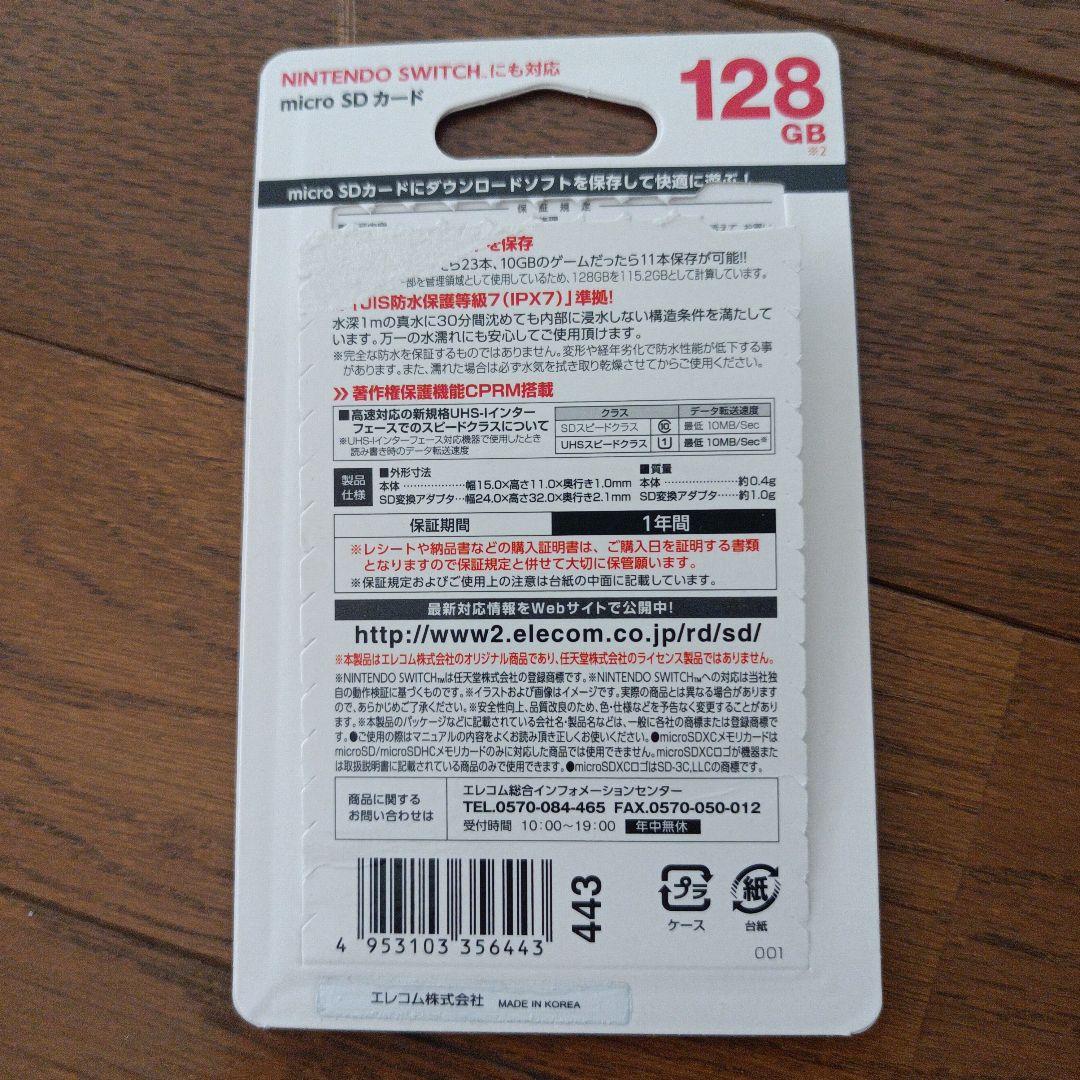 NINTENDO SWITCH™にも対応
micro SD カード
128
GB
※2
micro SDカードにダウンロードソフトを保存して快適に遊ぶ!
保証規定
を保存
ら23本、10GBのゲームだったら11本保存が可能!!
部を管理領域として使用しているため、128GBを115.2GBとして計算しています。
「JIS防水保護等級7(IPX7)」準拠!
水深1mの真水に30分間沈めても内部に浸水しない構造条件を満たして
います。万一の水濡れにも安心してご使用頂けます。
※完全な防水を保証するものではありません。変形や経年劣化で防水性能が低下する事
があります。また、濡れた場合は必ず水気を拭き取り乾燥させてからご使用ください。
≫ 著作権保護機能CPRM搭載
■高速対応の新規格UHS-Iインター
フェースでのスピードクラスについて
※UHS-Iインターフェース対応機器で使用したとき
読み書き時のデータ転送速度
クラス データ転送速度
SDスピードクラス ⑩ 最低 10MB/Sec
UHSスピードクラス 1 最低 10MB/Sec※
製品
仕様
■外形寸法
本体 ……………幅15.0×高さ11.0×奥行き1.0mm
SD変換アダプタ…幅24.0×高さ32.0×奥行き2.1mm
■質量
本体 ……………約0.4g
SD変換アダプタ……約1.0g
保証期間 1年間
※レシートや納品書などの購入証明書は、ご購入日を証明する書類
となりますので保証規定と併せて大切に保管願います。
※保証規定およびご使用上の注意は台紙の中面に記載しています。
最新対応情報をWebサイトで公開中!
http://www2.elecom.co.jp/rd/sd/
※本製品はエレコム株式会社のオリジナル商品であり、任天堂株式会社のライセンス製品ではありません。
※NINTENDO SWITCH™は任天堂株式会社の登録商標です。※NINTENDO SWITCH™への対応は当社独
自の動作検証に基づくものです。※イラストおよび画像はイメージです。実際の商品とは異なる場合があります
ので、あらかじめご了承ください。※安全性向上、品質改良のため、色・仕様などを予告なく変更することがあり
ます。※本製品のパッケージなどに記載されている会社名・製品名などは、一般に各社の商標または登録商標で
す。●ご使用の際はマニュアルの内容をよくお読み頂き正しくお使いください。●microSDXCメモリカードは
microSD/microSDHCメモリカードのみに対応した商品では使用できません。microSDXCロゴが機器また
は取扱説明書に記載されている商品のみで使用できます。●microSDXCロゴはSD-3C,LLCの商標です。
商品に関する
お問い合わせは
エレコム総合インフォメーションセンター
TEL.0570-084-465 FAX.0570-050-012
受付時間 10:00～19:00 年中無休
4 953103 356443
443
プラ
ケース
紙
台紙
001
エレコム株式会社 MADE IN KOREA